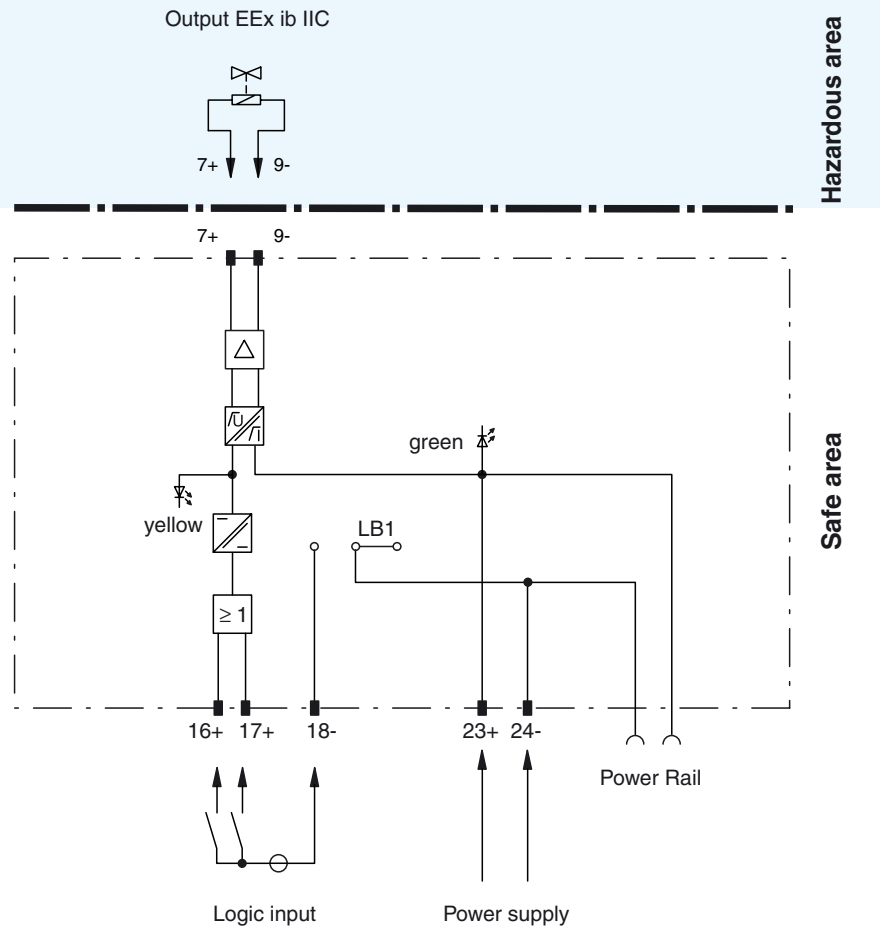 Output EEx ib IIC
Hazardous area
7+ 9-
7+ 9-
U
I
green
yellow
LB1
Safe area
≥ 1
16+ 17+ 18- 23+ 24-
Power Rail
Logic input Power supply